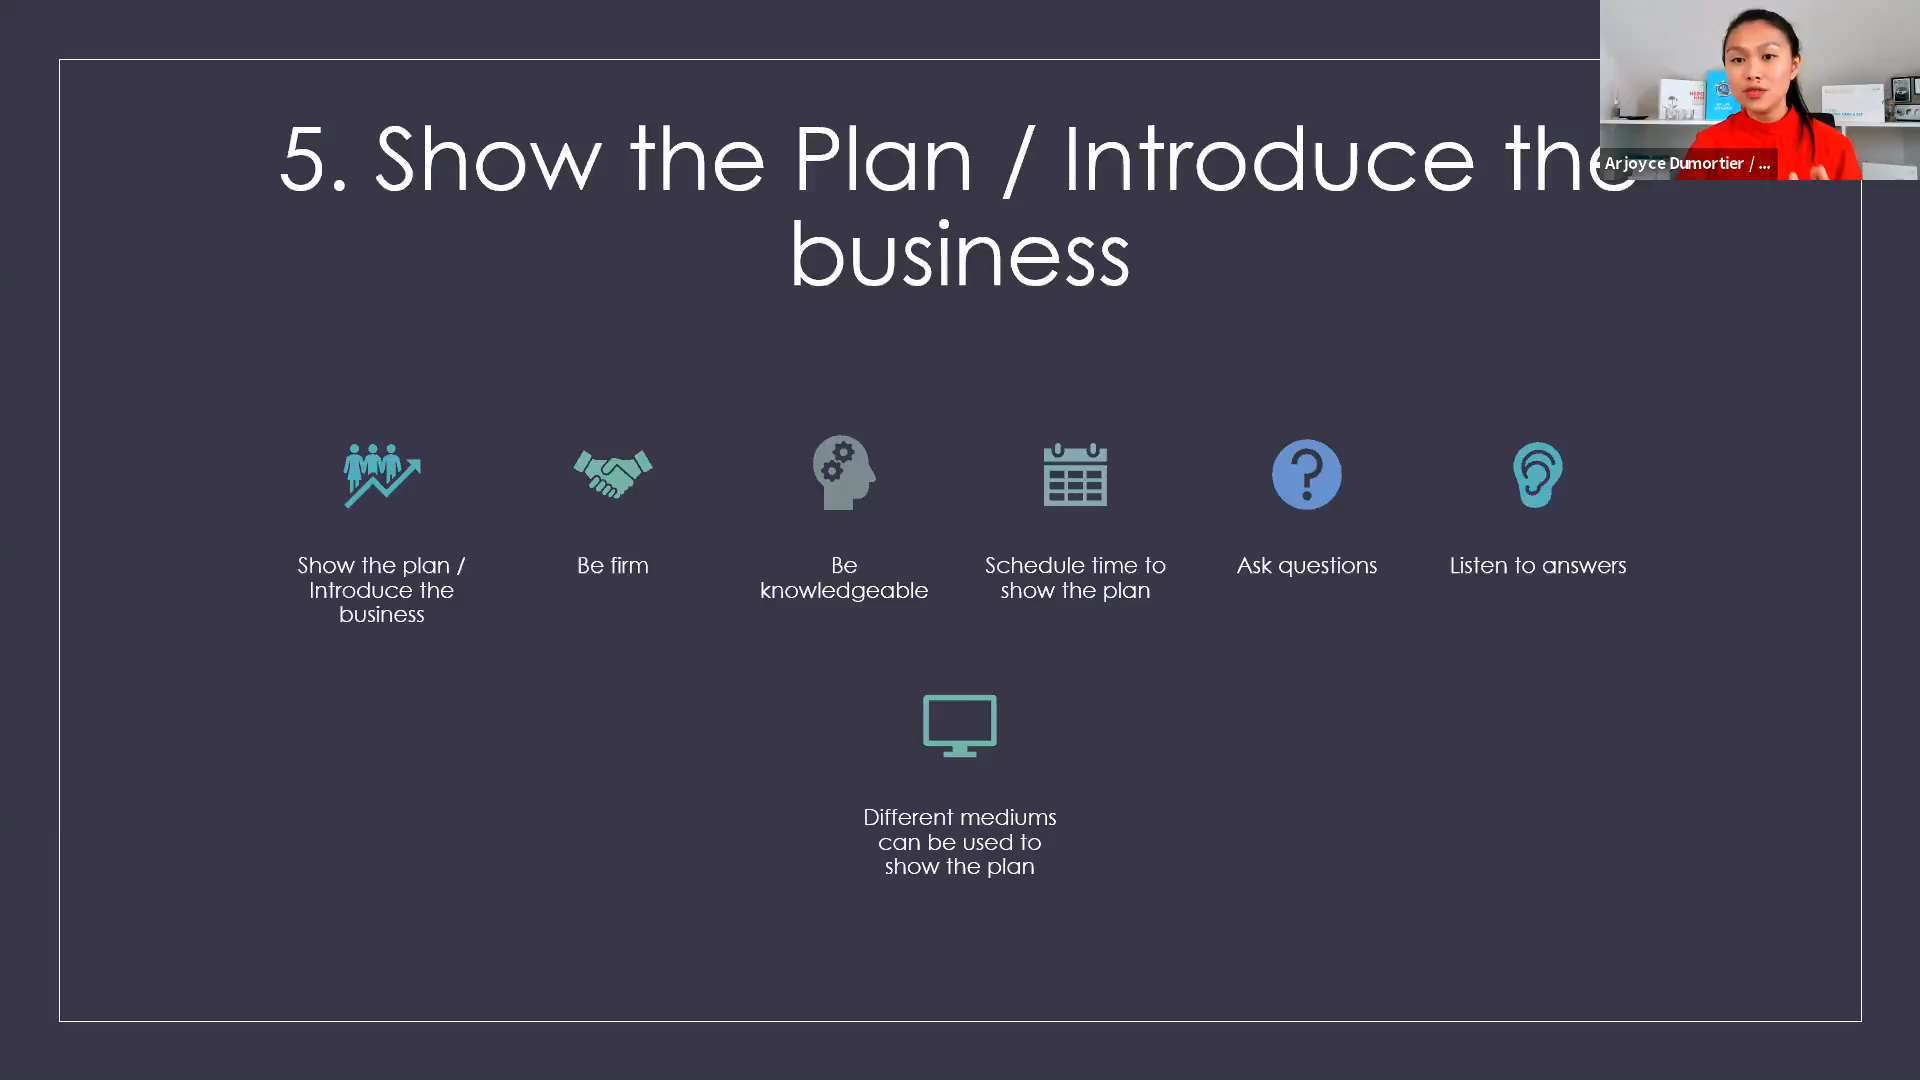 5. Show the Plan / Introduce the
business
Arjoyce Dumortier / ...
Show the plan /
Introduce the
business
Be firm
Be
knowledgeable
Schedule time to
show the plan
Ask questions
Listen to answers
Different mediums
can be used to
show the plan